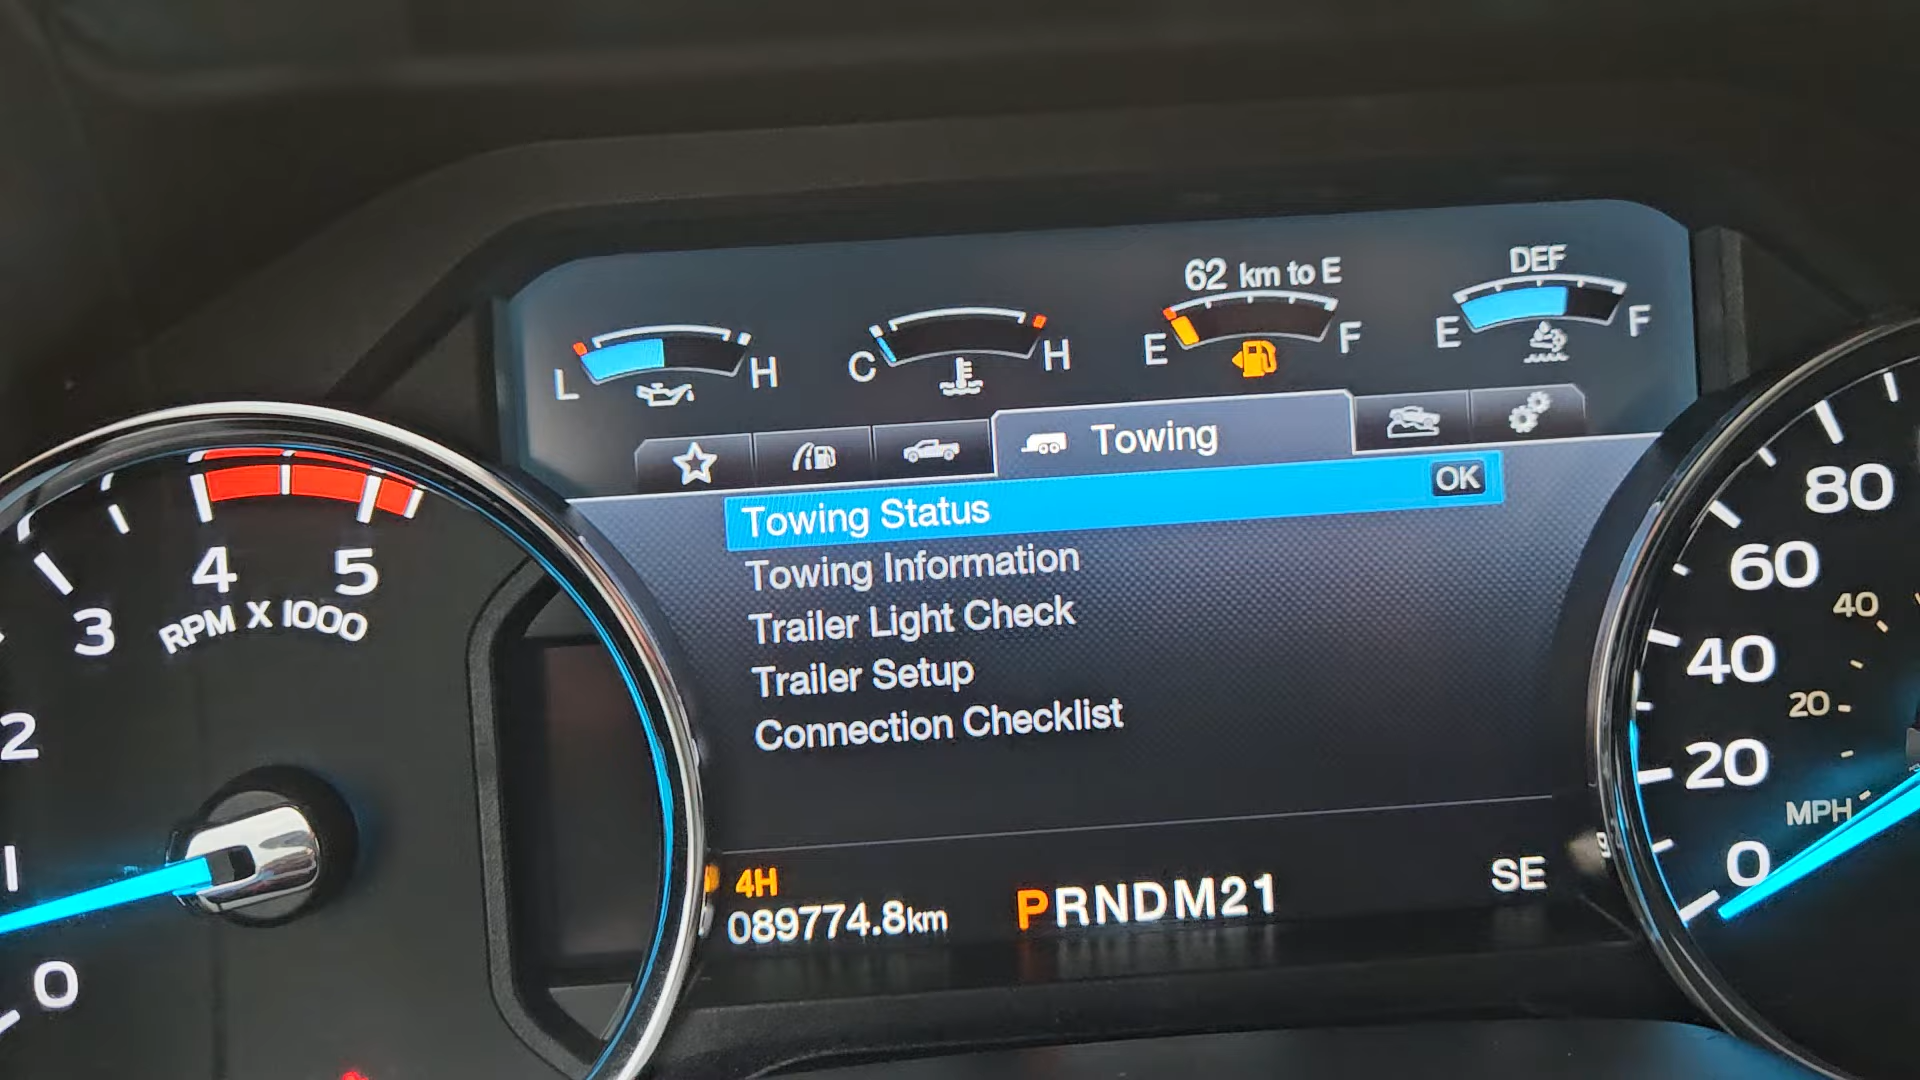 62 km to E
DEF
L H
C H
E F
E F
Towing
Towing Status OK
Towing Information
Trailer Light Check
Trailer Setup
Connection Checklist
4H
089774.8km
PRNDM21
SE
0
1
2
3
4
5
RPM X 1000
80
60
40
20
0
40
20
MPH